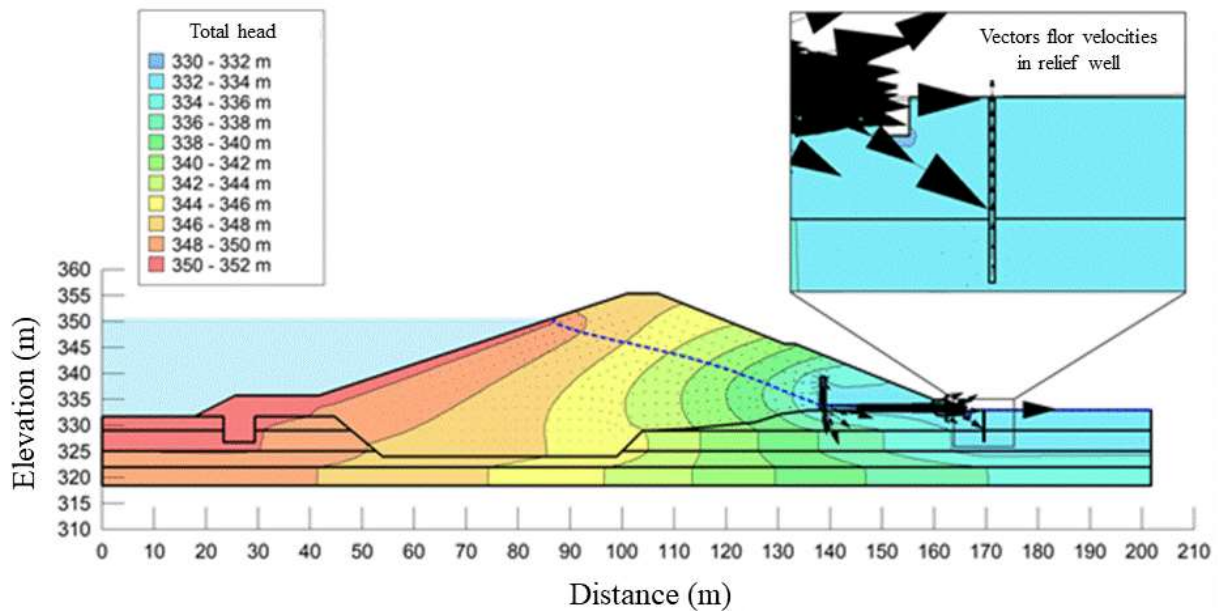 Total head
330 - 332 m
332 - 334 m
334 - 336 m
336 - 338 m
338 - 340 m
340 - 342 m
342 - 344 m
344 - 346 m
346 - 348 m
348 - 350 m
350 - 352 m
Vectors flor velocities
in relief well
Elevation (m)
360
355
350
345
340
335
330
325
320
315
310
0 10 20 30 40 50 60 70 80 90 100 110 120 130 140 150 160 170 180 190 200 210
Distance (m)